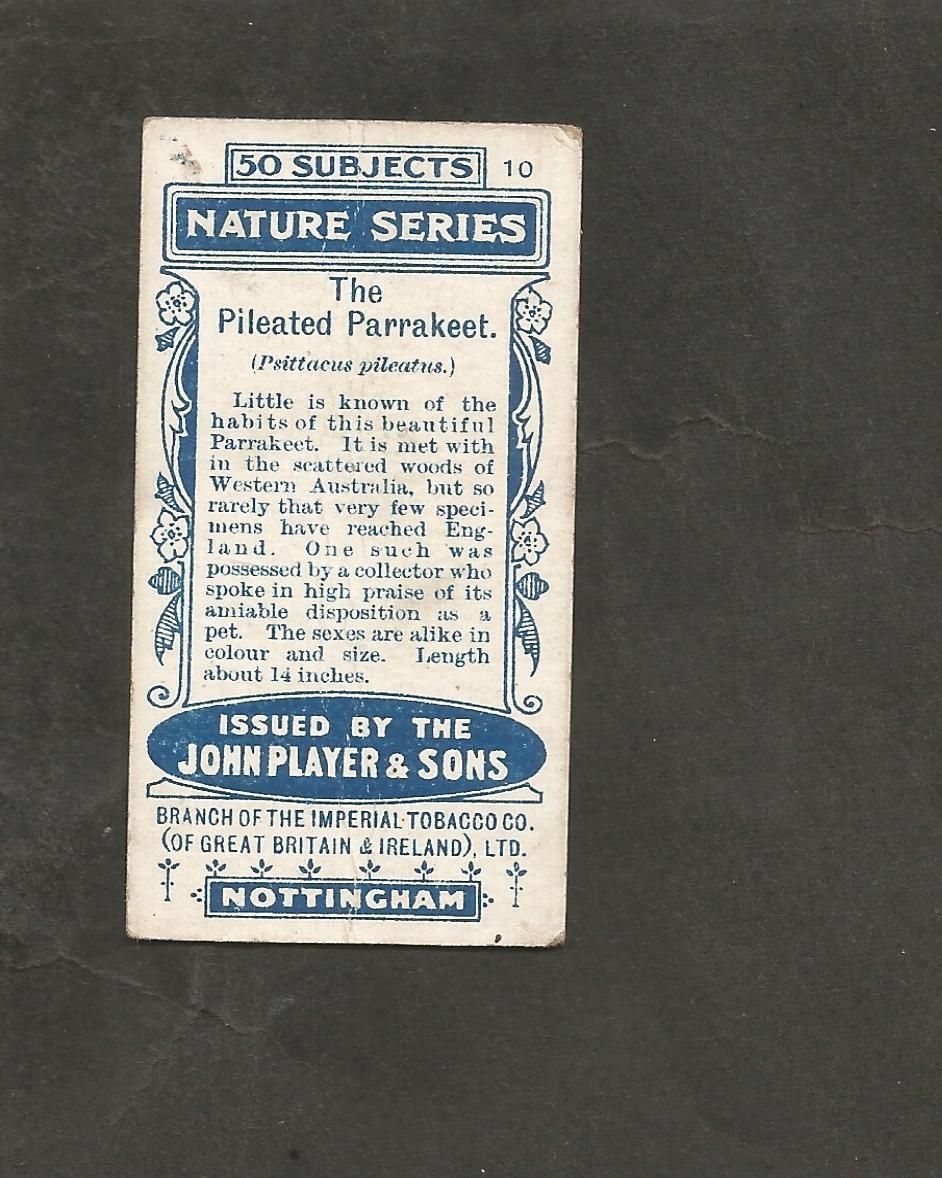 50 SUBJECTS 10
NATURE SERIES
The
Pileated Parrakeet.
(Psittacus pileatus.)
Little is known of the
habits of this beautiful
Parrakeet. It is met with
in the scattered woods of
Western Australia, but so
rarely that very few speci-
mens have reached Eng-
land. One such was
possessed by a collector who
spoke in high praise of its
amiable disposition as a
pet. The sexes are alike in
colour and size. Length
about 14 inches.
ISSUED BY THE
JOHN PLAYER & SONS
BRANCH OF THE IMPERIAL TOBACCO CO.
(OF GREAT BRITAIN & IRELAND), LTD.
NOTTINGHAM